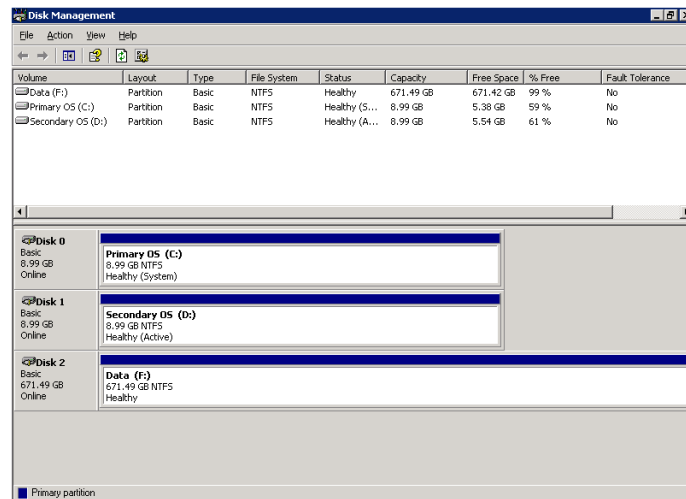 Disk Management
File Action View Help
Volume Layout Type File System Status Capacity Free Space % Free Fault Tolerance
Data (F:) Partition Basic NTFS Healthy 671.49 GB 671.42 GB 99 % No
Primary OS (C:) Partition Basic NTFS Healthy (S... 8.99 GB 5.38 GB 59 % No
Secondary OS (D:) Partition Basic NTFS Healthy (A... 8.99 GB 5.54 GB 61 % No
Disk 0
Basic
8.99 GB
Online
Primary OS (C:)
8.99 GB NTFS
Healthy (System)
Disk 1
Basic
8.99 GB
Online
Secondary OS (D:)
8.99 GB NTFS
Healthy (Active)
Disk 2
Basic
671.49 GB
Online
Data (F:)
671.49 GB NTFS
Healthy
Primary partition